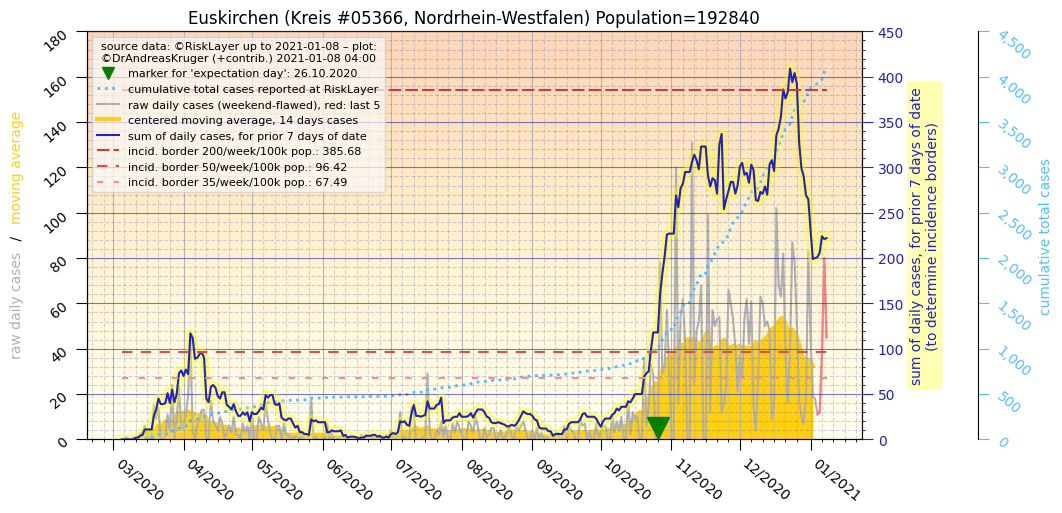 Euskirchen (Kreis #05366, Nordrhein-Westfalen) Population=192840
source data: ©RiskLayer up to 2021-01-08 – plot:
©DrAndreasKruger (+contrib.) 2021-01-08 04:00
marker for 'expectation day': 26.10.2020
cumulative total cases reported at RiskLayer
raw daily cases (weekend-flawed), red: last 5
centered moving average, 14 days cases
sum of daily cases, for prior 7 days of date
incid. border 200/week/100k pop.: 385.68
incid. border 50/week/100k pop.: 96.42
incid. border 35/week/100k pop.: 67.49
raw daily cases / moving average
180
160
140
120
100
80
60
40
20
0
03/2020
04/2020
05/2020
06/2020
07/2020
08/2020
09/2020
10/2020
11/2020
12/2020
01/2021
450
400
350
300
250
200
150
100
50
0
sum of daily cases, for prior 7 days of date
(to determine incidence borders)
4,500
4,000
3,500
3,000
2,500
2,000
1,500
1,000
500
0
cumulative total cases